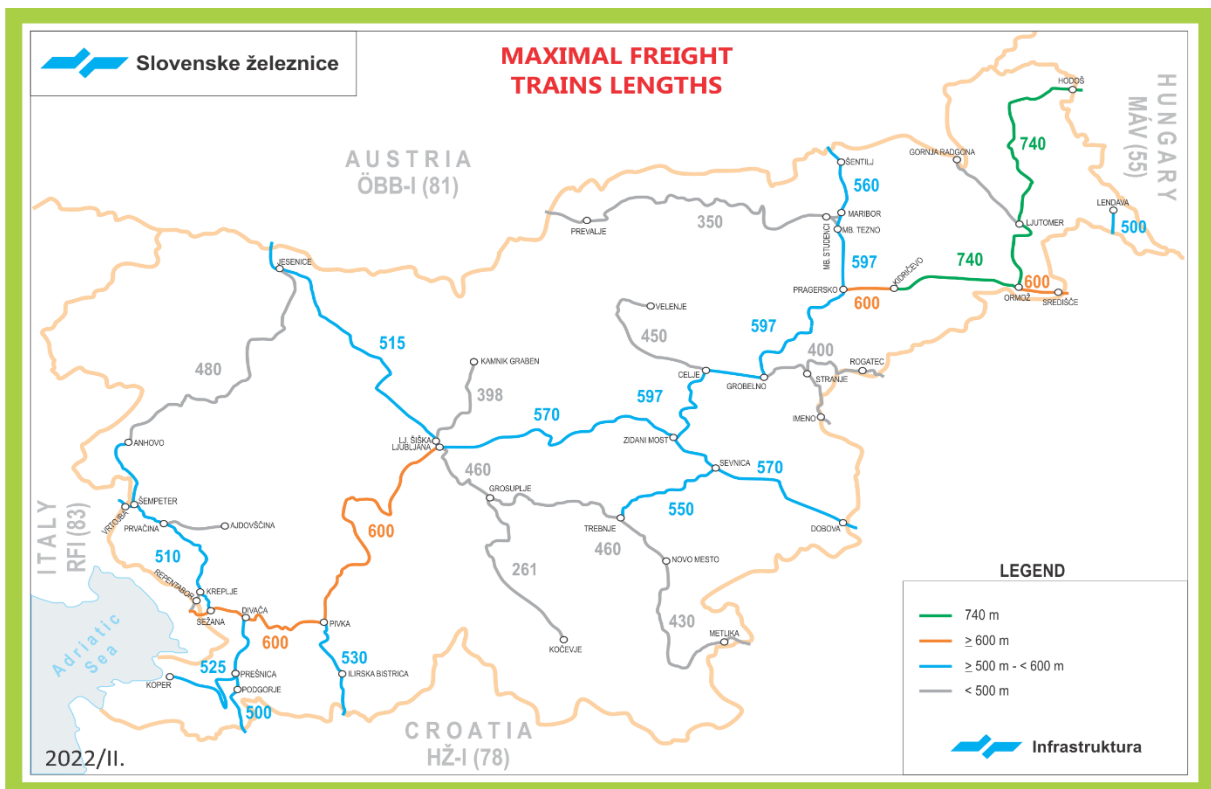 Slovenske železnice
MAXIMAL FREIGHT
TRAINS LENGTHS
HUNGARY
MÁV (55)
AUSTRIA
ÖBB-I (81)
HODOŠ
740
GORNJA RADGONA
ŠENTILJ
560
LENDAVA
500
350
MARIBOR
PREVALJE
MB. STUDENCI
MB. TEZNO
LJUTOMER
JESENICE
597
740
KIDRIČEVO
PRAGERSKO
600
ORMOŽ
600
SREDIŠČE
VELENJE
450
597
515
480
KAMNIK GRABEN
398
CELJE
GROBELNO
400
ROGATEC
STRANJE
597
570
IMENO
ANHOVO
LJ. ŠIŠKA
LJUBLJANA
ZIDANI MOST
SEVNICA
570
460
GROSUPLJE
ITALY
RFI (83)
ŠEMPETER
VRTOJBA
PRVAČINA
AJDOVŠČINA
550
TREBNJE
DOBOVA
600
460
510
NOVO MESTO
261
REPENTABOR
KREPLJE
SEŽANA
DIVAČA
600
PIVKA
430
METLIKA
KOČEVJE
Adriatic
Sea
525
PREŠNICA
530
ILIRSKA BISTRICA
KOPER
PODGORJE
500
CROATIA
HŽ-I (78)
2022/II.
LEGEND
740 m
≥ 600 m
≥ 500 m - < 600 m
< 500 m
Infrastruktura